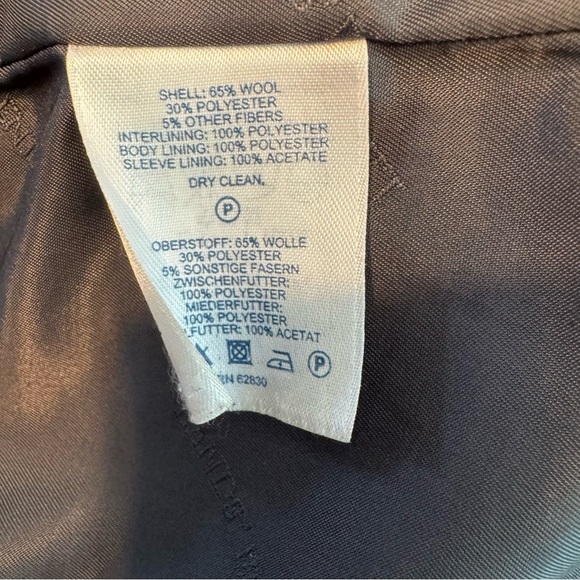 SHELL: 65% WOOL
30% POLYESTER
5% OTHER FIBERS
INTERLINING: 100% POLYESTER
BODY LINING: 100% POLYESTER
SLEEVE LINING: 100% ACETATE
DRY CLEAN.
P
OBERSTOFF: 65% WOLLE
30% POLYESTER
5% SONSTIGE FASERN
ZWISCHENFUTTER:
100% POLYESTER
MIEDERFUTTER:
100% POLYESTER
LFUTTER: 100% ACETAT
P
RN 62830